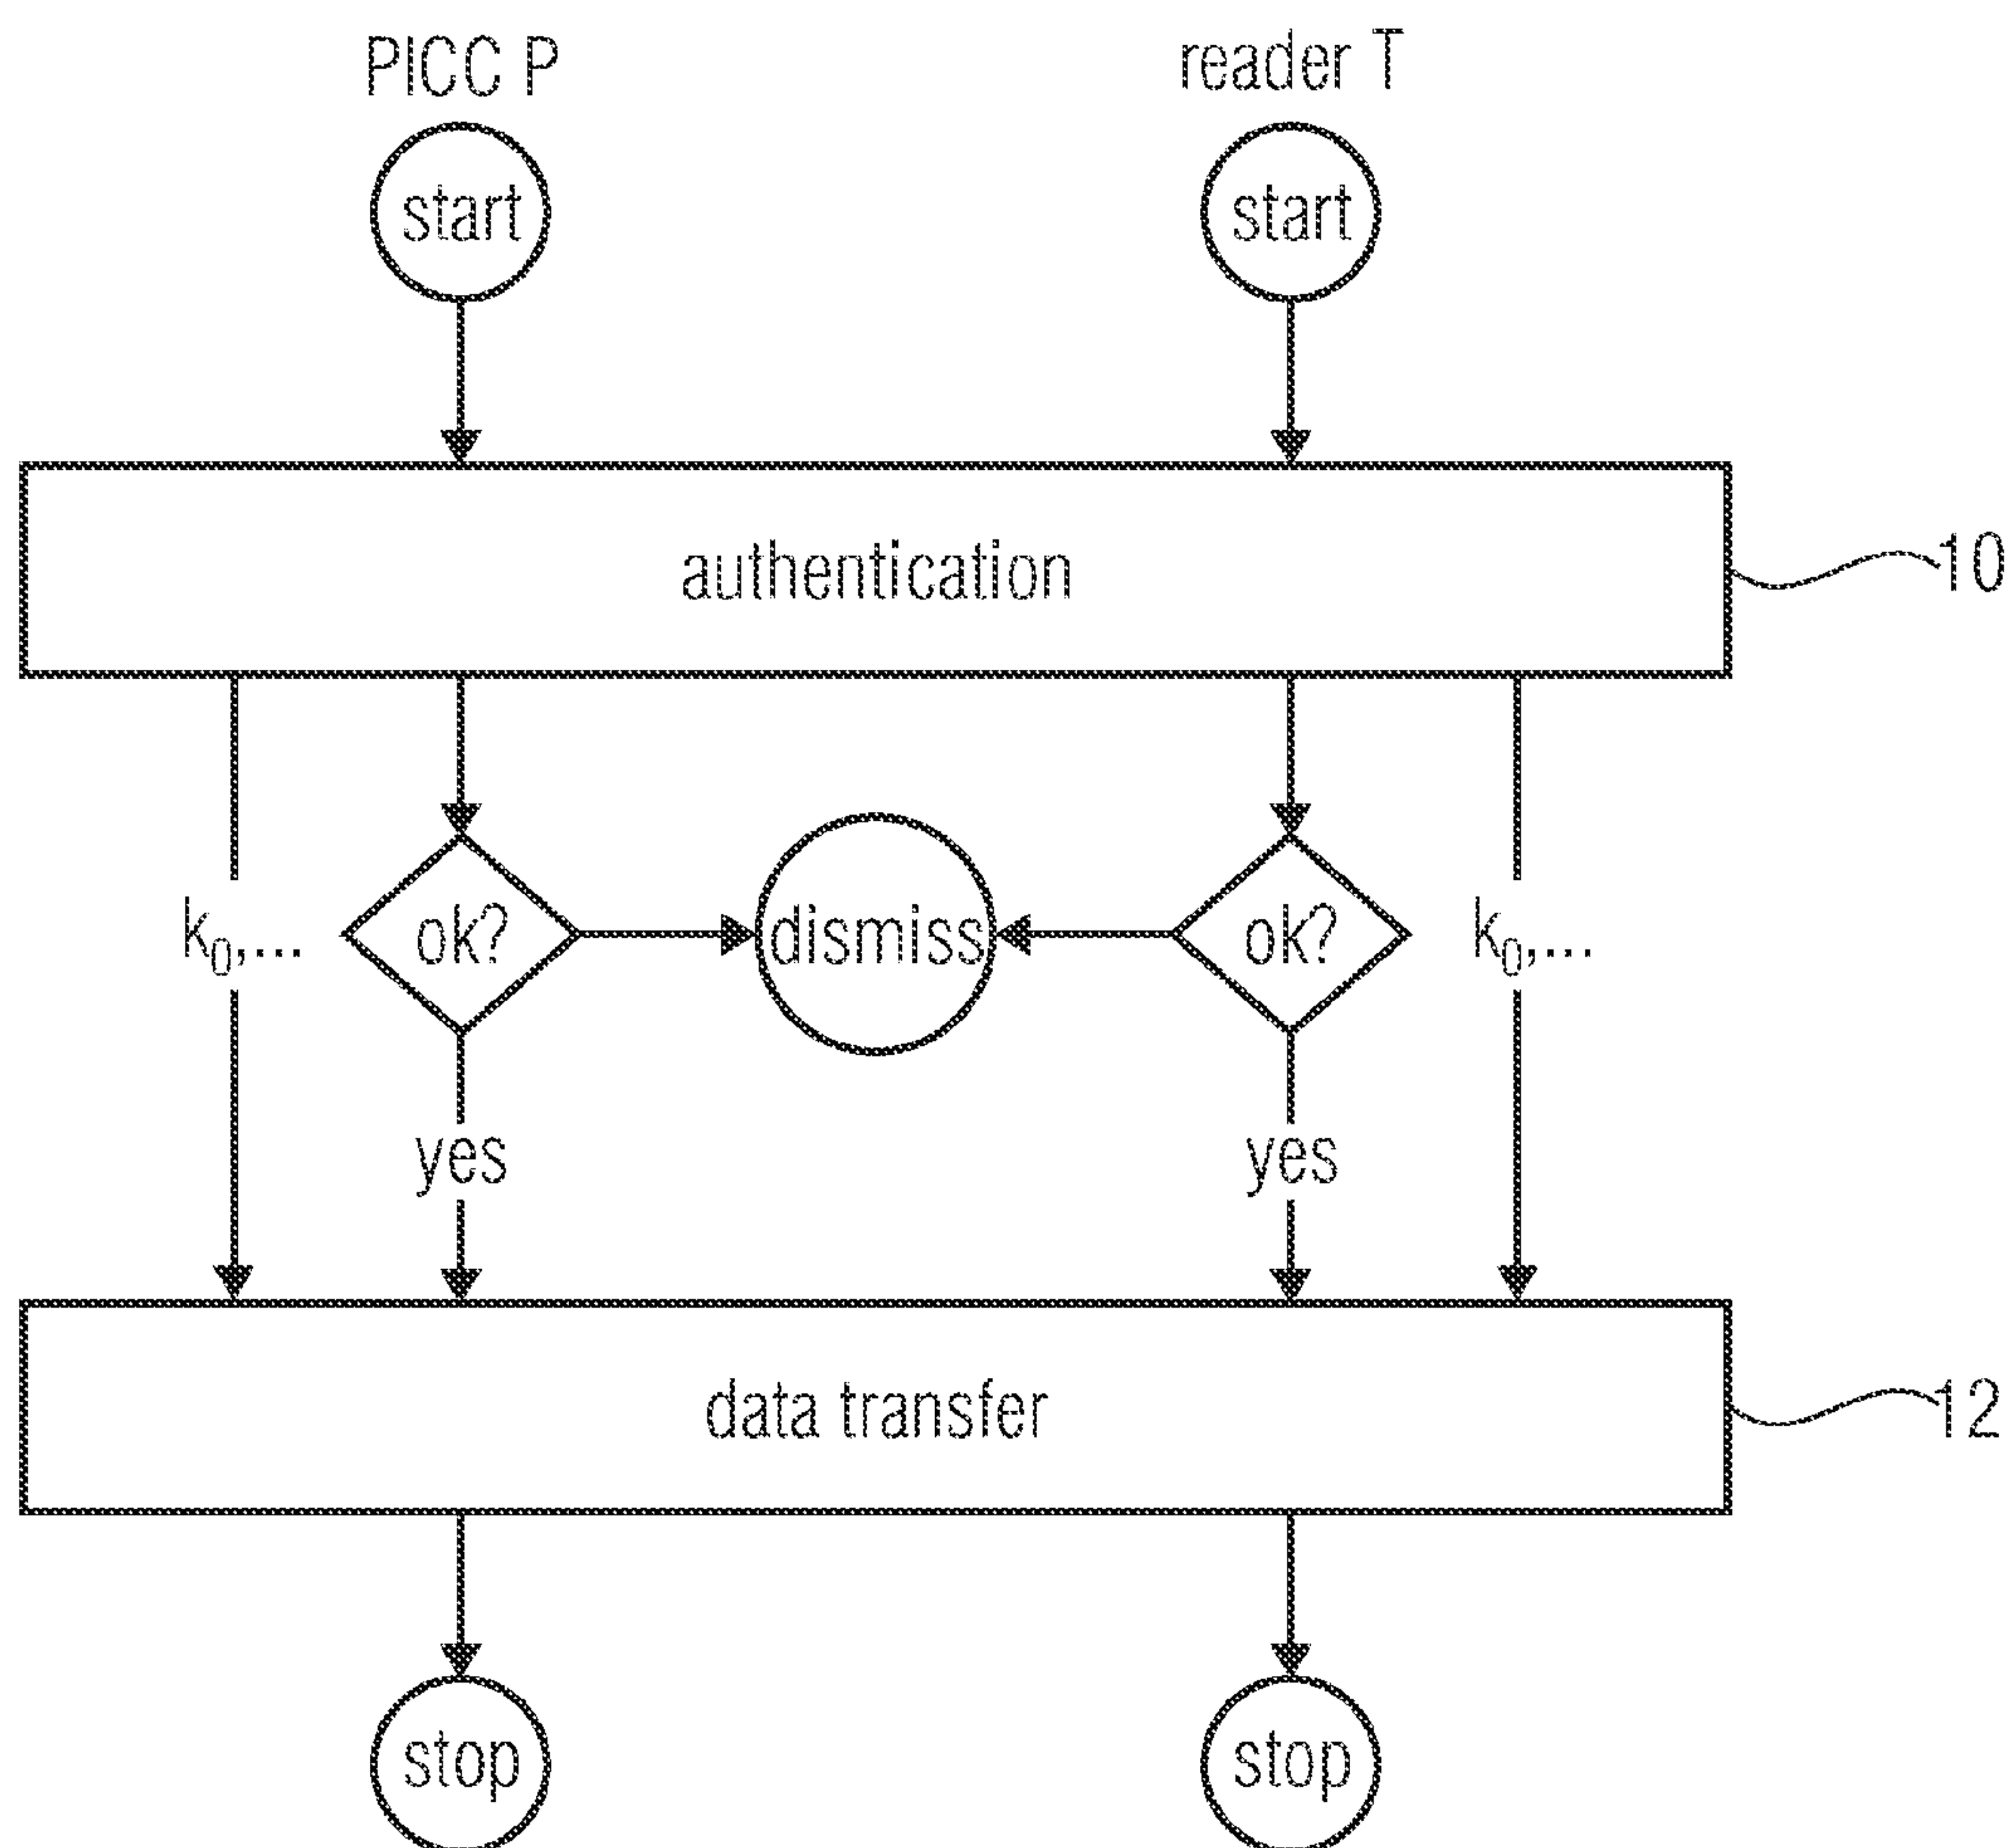 PICC P reader T
start start
authentication 10
k₀,... ok? dismiss ok? k₀,...
yes yes
data transfer 12
stop stop